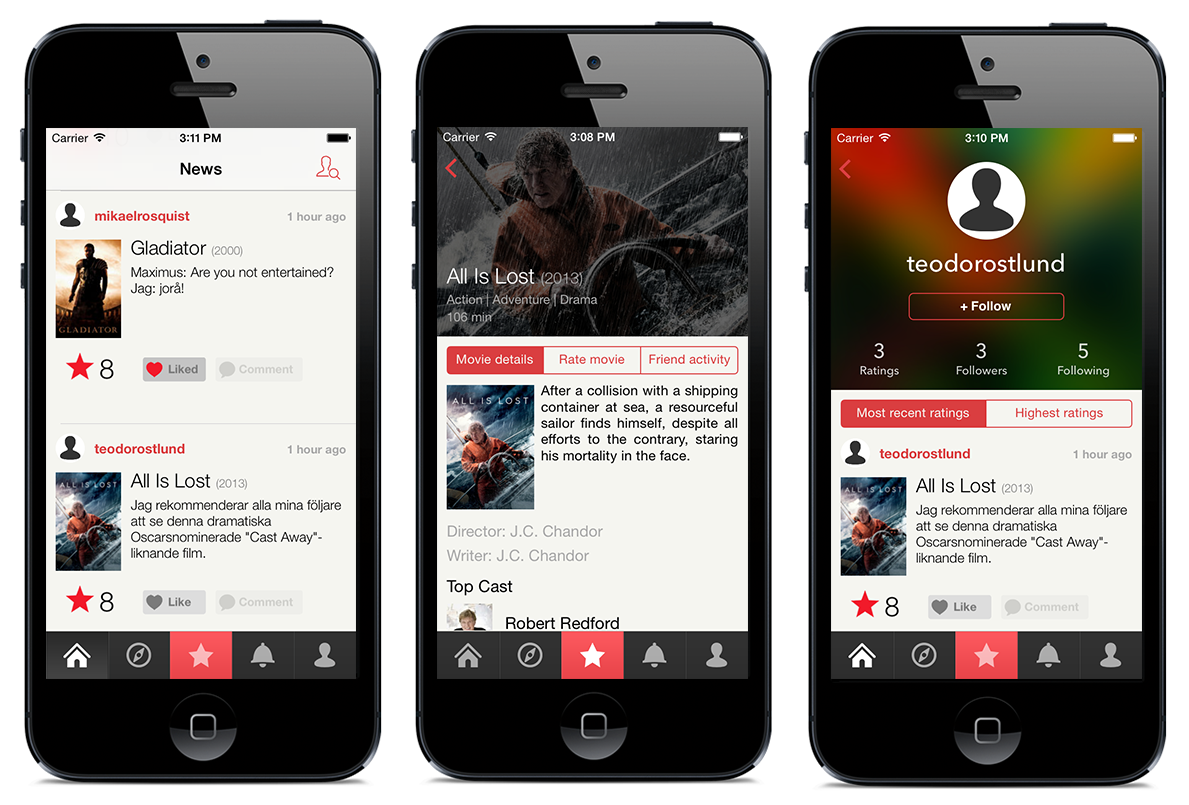 Carrier 3:11 PM
News
mikaelrosquist 1 hour ago
Gladiator (2000)
Maximus: Are you not entertained?
Jag: jorå!
GLADIATOR
8 Liked Comment
teodorostlund 1 hour ago
All Is Lost (2013)
ALL IS LOST
Jag rekommenderar alla mina följare
att se denna dramatiska
Oscarsnominerade "Cast Away"-
liknande film.
8 Like Comment
Carrier 3:08 PM
All Is Lost (2013)
Action | Adventure | Drama
106 min
Movie details Rate movie Friend activity
ALL IS LOST
After a collision with a shipping
container at sea, a resourceful
sailor finds himself, despite all
efforts to the contrary, staring
his mortality in the face.
Director: J.C. Chandor
Writer: J.C. Chandor
Top Cast
Robert Redford
Carrier 3:10 PM
teodorostlund
+ Follow
3 3 5
Ratings Followers Following
Most recent ratings Highest ratings
teodorostlund 1 hour ago
All Is Lost (2013)
ALL IS LOST
Jag rekommenderar alla mina följare
att se denna dramatiska
Oscarsnominerade "Cast Away"-
liknande film.
8 Like Comment